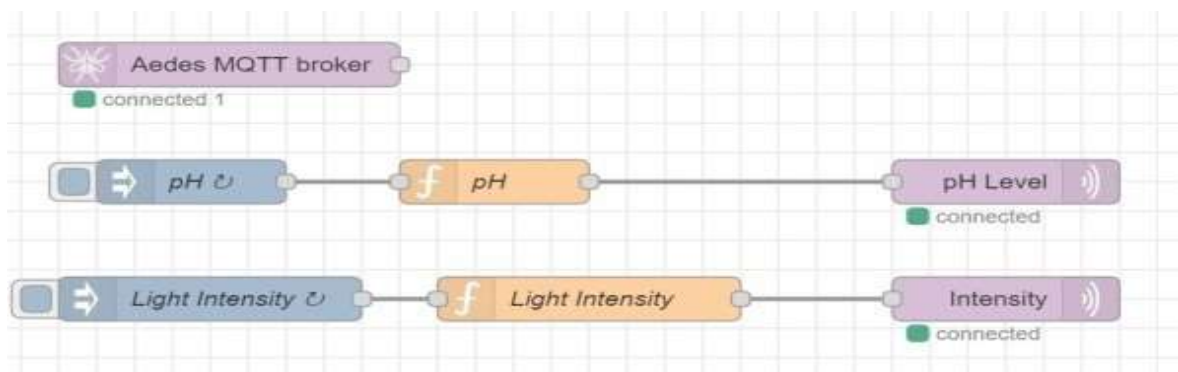 Aedes MQTT broker
connected 1
pH ↻ pH pH Level
connected
Light Intensity ↻ Light Intensity Intensity
connected